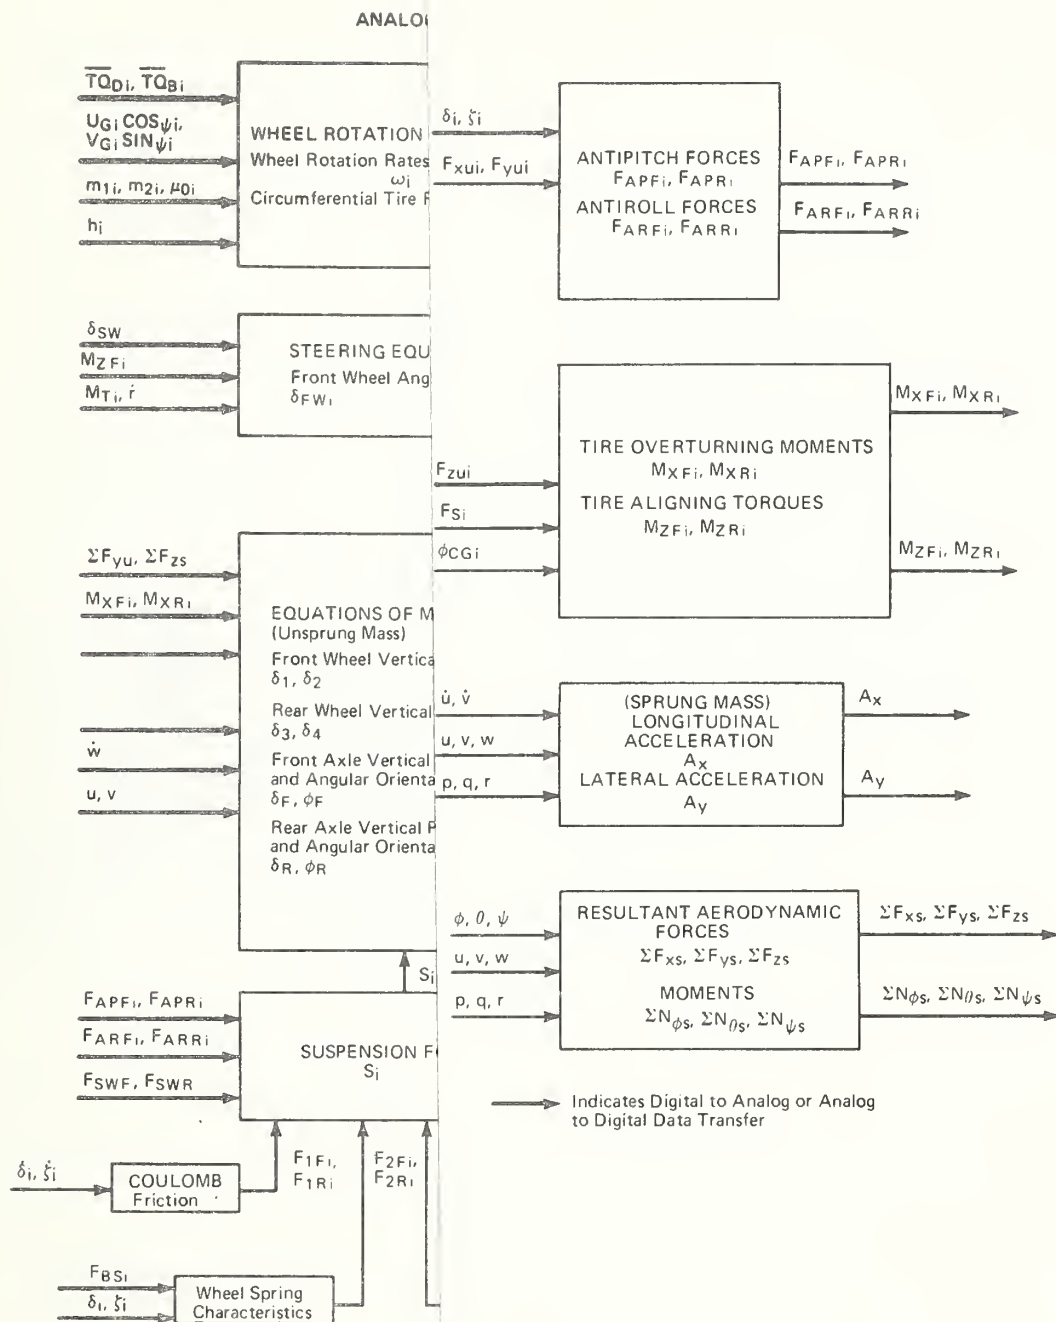 ANALO
TQDi, TQBi
UGi COSψi,
VGi SINψi
m1i, m2i, μ0i
hi
WHEEL ROTATION
Wheel Rotation Rates
ωi
Circumferential Tire F
δSW
MZFi
MTi, ṙ
STEERING EQU
Front Wheel Ang
δFWi
ΣFyu, ΣFzs
MXFi, MXRi
ẇ
u, v
EQUATIONS OF M
(Unsprung Mass)
Front Wheel Vertica
δ1, δ2
Rear Wheel Vertical
δ3, δ4
Front Axle Vertical
and Angular Orienta
δF, φF
Rear Axle Vertical P
and Angular Orienta
δR, φR
Si
FAPFi, FAPRi
FARFi, FARRi
FSWF, FSWR
SUSPENSION FO
Si
δ̇i, ζ̇i
COULOMB
Friction
F1Fi,
F1Ri
F2Fi,
F2Ri
FBSi
δi, ζi
Wheel Spring
Characteristics
δi, ζi
Fxui, Fyui
ANTIPITCH FORCES
FAPFi, FAPRi
ANTIROLL FORCES
FARFi, FARRi
FAPFi, FAPRi
FARFi, FARRi
Fzui
FSi
φCGi
TIRE OVERTURNING MOMENTS
MXFi, MXRi
TIRE ALIGNING TORQUES
MZFi, MZRi
MXFi, MXRi
MZFi, MZRi
u̇, v̇
u, v, w
p, q, r
(SPRUNG MASS)
LONGITUDINAL
ACCELERATION
Ax
LATERAL ACCELERATION
Ay
Ax
Ay
φ, θ, ψ
u, v, w
p, q, r
RESULTANT AERODYNAMIC
FORCES
ΣFxs, ΣFys, ΣFzs
MOMENTS
ΣNφs, ΣNθs, ΣNψs
ΣFxs, ΣFys, ΣFzs
ΣNφs, ΣNθs, ΣNψs
Indicates Digital to Analog or Analog
to Digital Data Transfer